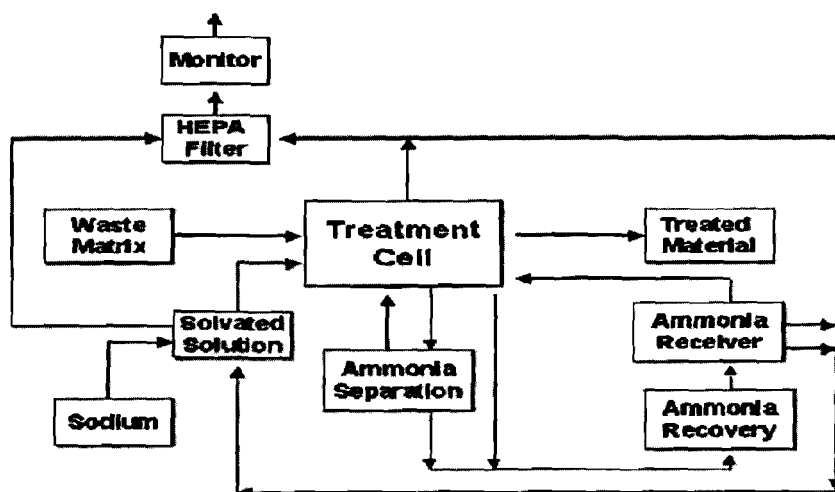 Monitor
HEPA
Filter
Waste
Matrix
Treatment
Cell
Treated
Material
Solvated
Solution
Ammonia
Separation
Ammonia
Receiver
Sodium
Ammonia
Recovery